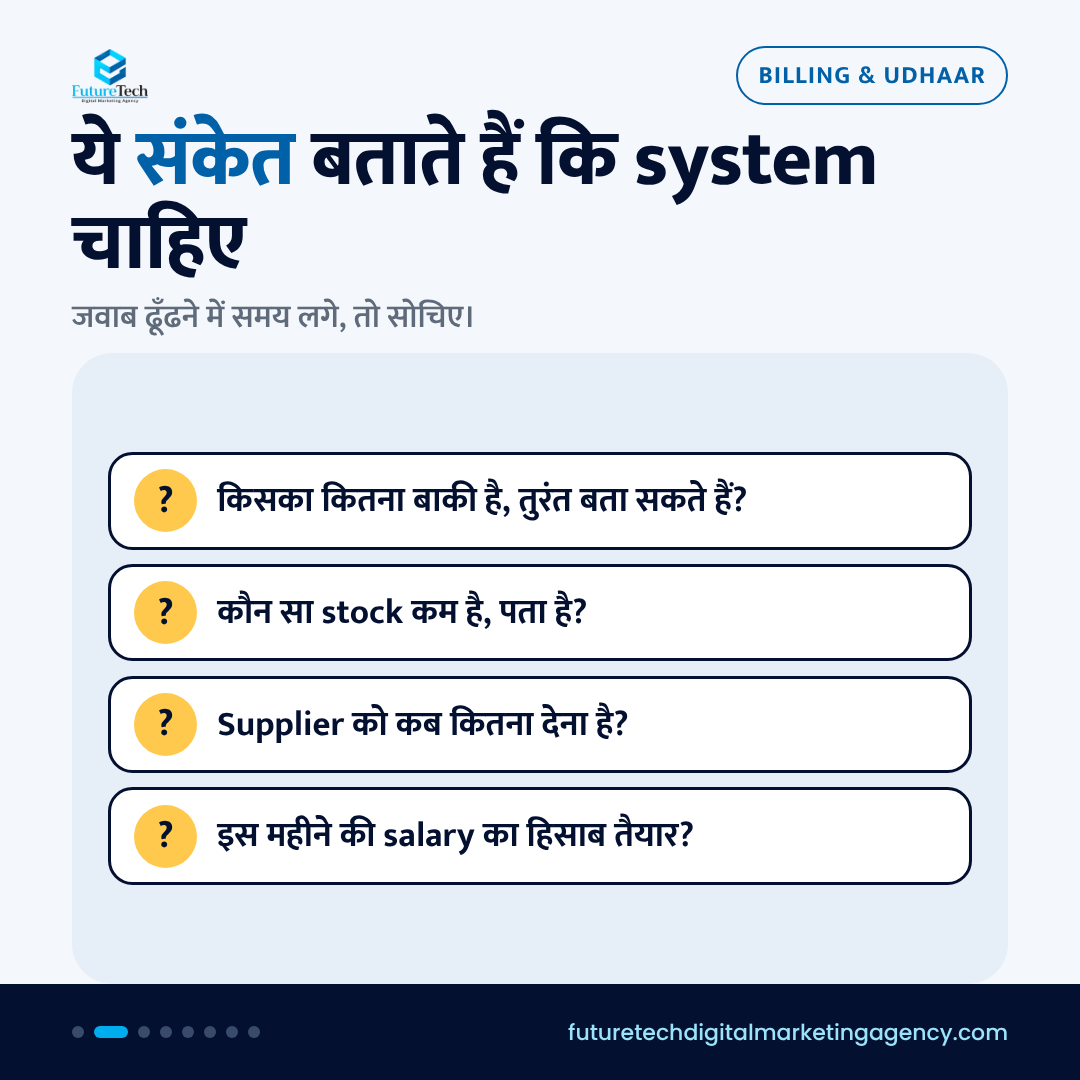 FutureTech
Digital Marketing Agency
BILLING & UDHAAR
ये संकेत बताते हैं कि system
चाहिए
जवाब ढूँढने में समय लगे, तो सोचिए।
? किसका कितना बाकी है, तुरंत बता सकते हैं?
? कौन सा stock कम है, पता है?
? Supplier को कब कितना देना है?
? इस महीने की salary का हिसाब तैयार?
futuretechdigitalmarketingagency.com